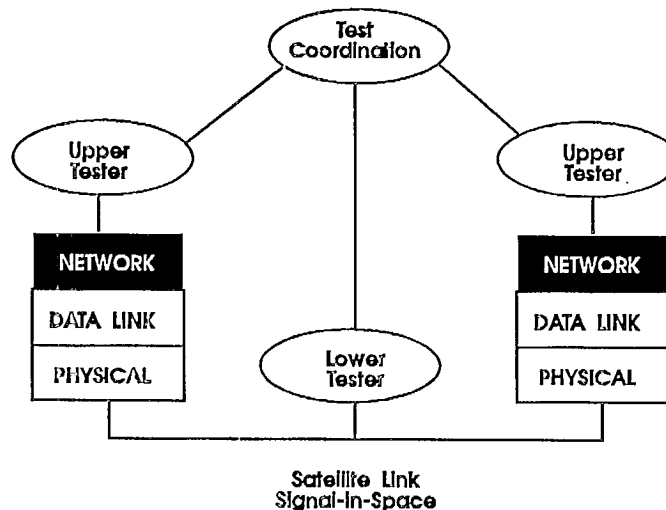 Test
Coordination
Upper
Tester
Upper
Tester
NETWORK
DATA LINK
PHYSICAL
Lower
Tester
NETWORK
DATA LINK
PHYSICAL
Satellite Link
Signal-in-Space